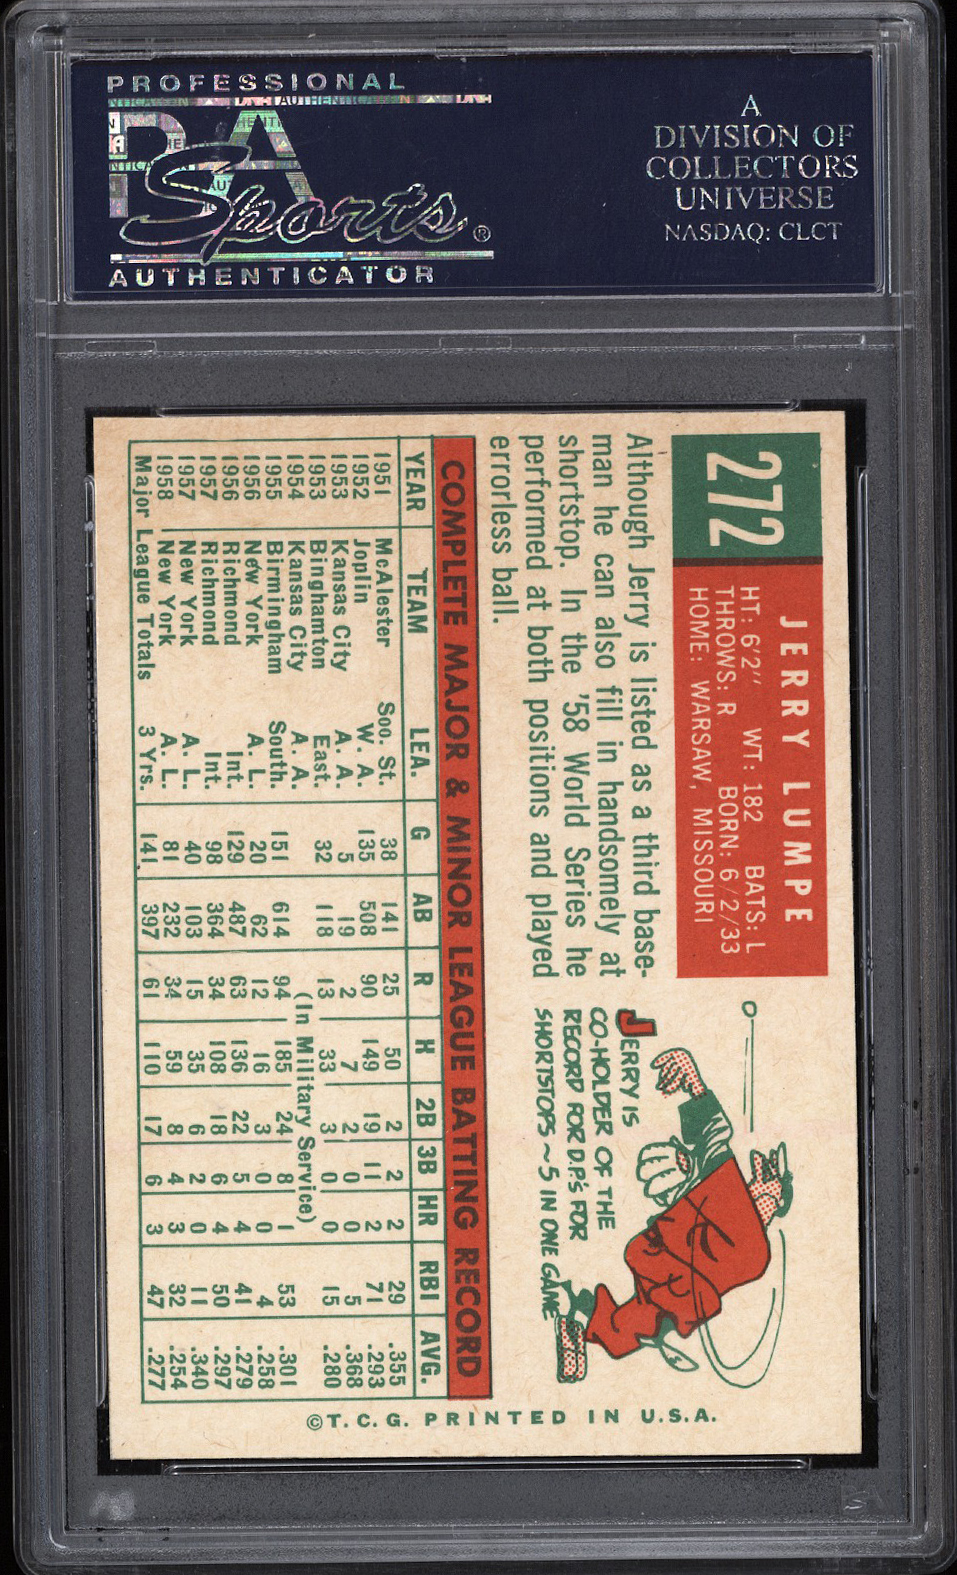 PROFESSIONAL
PSA
Sports®
AUTHENTICATOR
A
DIVISION OF
COLLECTORS
UNIVERSE
NASDAQ: CLCT
272
JERRY LUMPE
HT: 6'2" WT: 182 BATS: L
THROWS: R BORN: 6/2/33
HOME: WARSAW, MISSOURI
Although Jerry is listed as a third base-
man he can also fill in handsomely at
shortstop. In the '58 World Series he
performed at both positions and played
errorless ball.
JERRY IS
CO-HOLDER OF THE
RECORD FOR D.P.'S FOR
SHORTSTOPS~5 IN ONE GAME
COMPLETE MAJOR & MINOR LEAGUE BATTING RECORD
YEAR TEAM LEA. G AB R H 2B 3B HR RBI AVG.
1951 McAlester Soo. St. 38 141 25 50 2 2 2 29 .355
1952 Joplin W. A. 135 508 90 149 19 11 2 71 .293
1953 Kansas City A. A. 5 19 2 7 2 0 0 5 .368
1953 Binghamton East. 32 118 13 33 3 0 0 15 .280
1954 Kansas City A. A. (In Military Service)
1955 Birmingham South. 151 614 94 185 24 8 1 53 .301
1956 New York A. L. 20 62 12 16 3 0 0 4 .258
1956 Richmond Int. 129 487 63 136 22 5 4 41 .279
1957 Richmond Int. 98 364 34 108 18 6 4 50 .297
1957 New York A. L. 40 103 15 35 6 2 0 11 .340
1958 New York A. L. 81 232 34 59 8 4 3 32 .254
Major League Totals 3 Yrs. 141 397 61 110 17 6 3 47 .277
©T.C.G. PRINTED IN U.S.A.